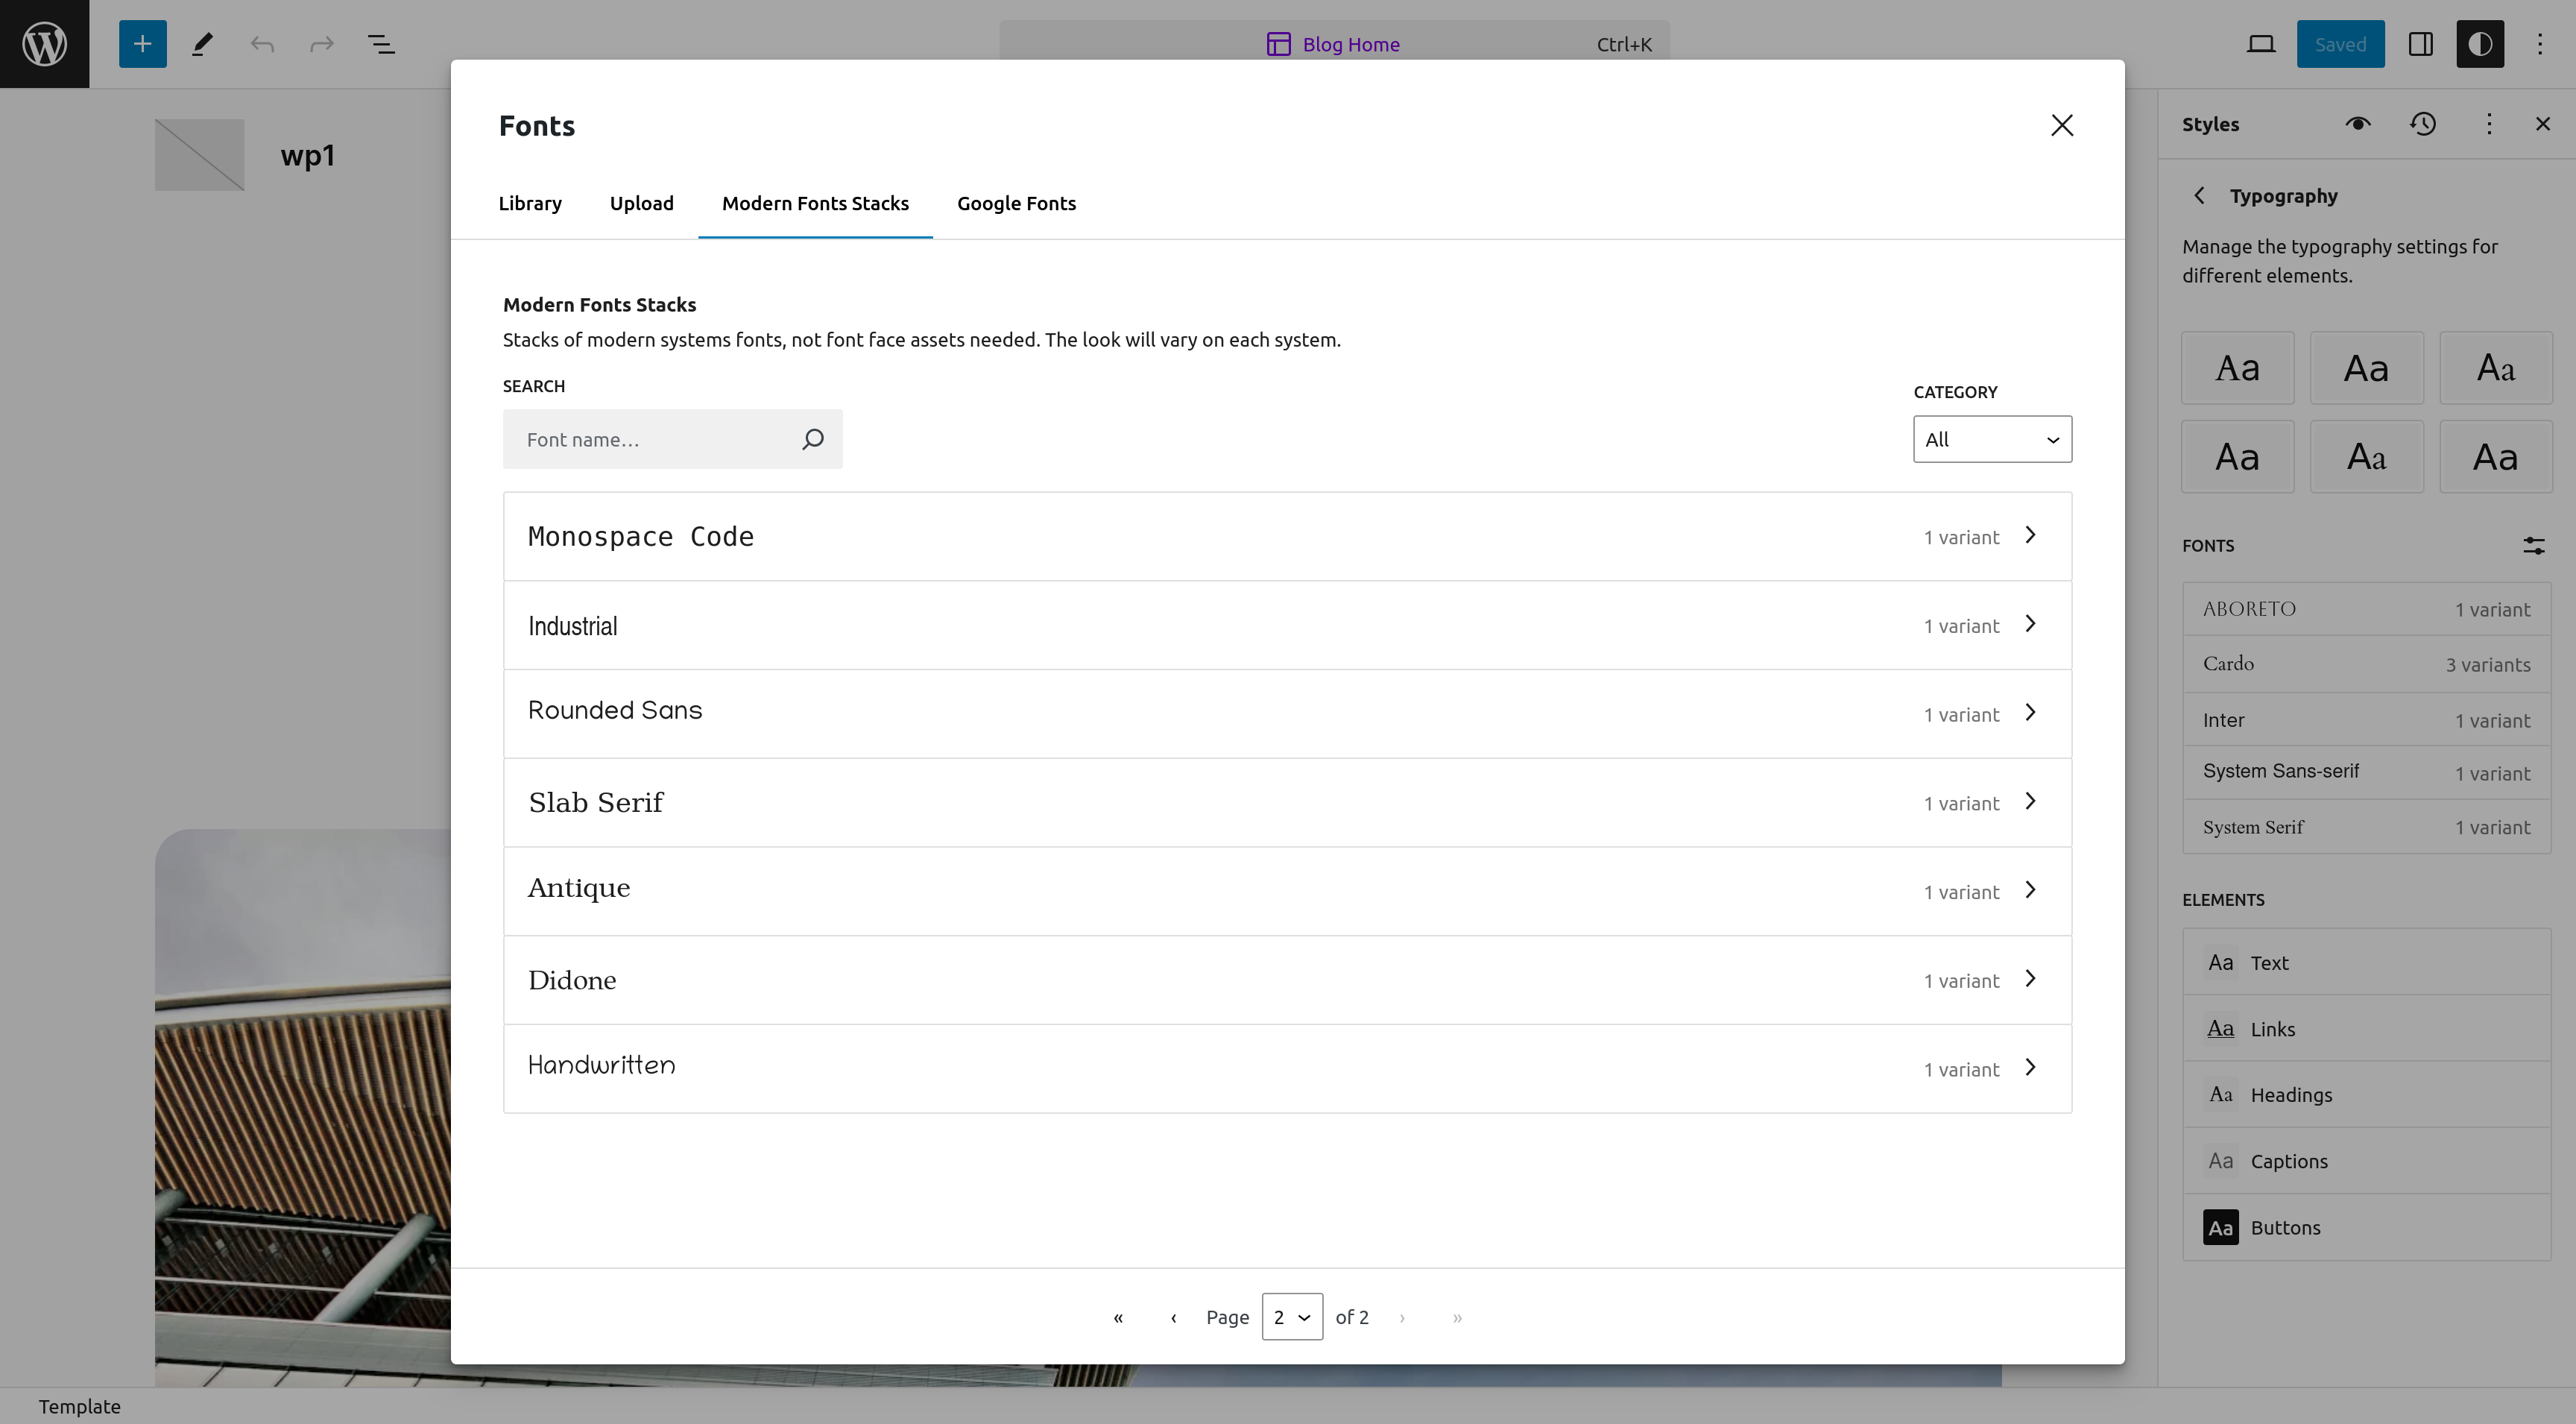 Blog Home
Ctrl+K
Saved
wp1
Fonts
Library
Upload
Modern Fonts Stacks
Google Fonts
Modern Fonts Stacks
Stacks of modern systems fonts, not font face assets needed. The look will vary on each system.
SEARCH
Font name…
CATEGORY
All
Monospace Code
1 variant
Industrial
1 variant
Rounded Sans
1 variant
Slab Serif
1 variant
Antique
1 variant
Didone
1 variant
Handwritten
1 variant
« ‹ Page 2 of 2 › »
Styles
Typography
Manage the typography settings for
different elements.
Aa Aa Aa
Aa Aa Aa
FONTS
ABORETO 1 variant
Cardo 3 variants
Inter 1 variant
System Sans-serif 1 variant
System Serif 1 variant
ELEMENTS
Aa Text
Aa Links
Aa Headings
Aa Captions
Aa Buttons
Template